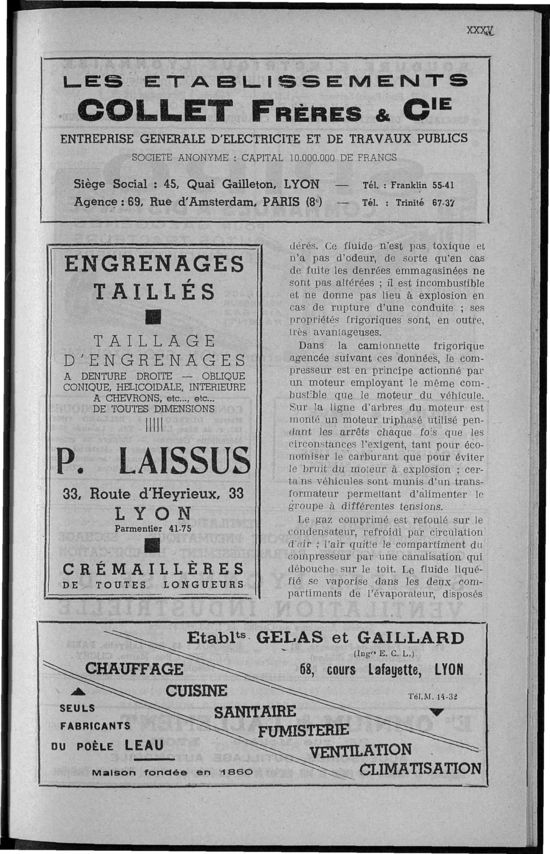 XXXV
LES ETABLISSEMENTS
COLLET FRÈRES & CIE
ENTREPRISE GENERALE D'ELECTRICITE ET DE TRAVAUX PUBLICS
SOCIETE ANONYME : CAPITAL 10.000.000 DE FRANCS
Siège Social : 45, Quai Gailleton, LYON — Tél. : Franklin 55-41
Agence : 69, Rue d'Amsterdam, PARIS (8e) — Tél. : Trinité 67-37
ENGRENAGES
TAILLÉS
TAILLAGE
D'ENGRENAGES
A DENTURE DROITE — OBLIQUE
CONIQUE, HELICOIDALE, INTERIEURE
A CHEVRONS, etc..., etc...
DE TOUTES DIMENSIONS
P. LAISSUS
33, Route d'Heyrieux, 33
LYON
Parmentier 41-75
CRÉMAILLÈRES
DE TOUTES LONGUEURS
dérés. Ce fluide n'est pas toxique et
n'a pas d'odeur, de sorte qu'en cas
de fuite les denrées emmagasinées ne
sont pas altérées ; il est incombustible
et ne donne pas lieu à explosion en
cas de rupture d'une conduite ; ses
propriétés frigoriques sont, en outre,
très avantageuses.
Dans la camionnette frigorique
agencée suivant ces données, le com-
presseur est en principe actionné par
un moteur employant le même com-
bustible que le moteur du véhicule.
Sur la ligne d'arbres du moteur est
monté un moteur triphasé utilisé pen-
dant les arrêts chaque fois que les
circonstances l'exigent, tant pour éco-
nomiser le carburant que pour éviter
le bruit du moteur à explosion ; cer-
tains véhicules sont munis d'un trans-
formateur permettant d'alimenter le
groupe à différentes tensions.
Le gaz comprimé est refoulé sur le
condensateur, refroidi par circulation
d'air ; l'air quitte le compartiment du
compresseur par une canalisation qui
débouche sur le toit. Le fluide liqué-
fié se vaporise dans les deux com-
partiments de l'évaporateur, disposés
Etablts. GELAS et GAILLARD
(Ingrs E. C. L.)
68, cours Lafayette, LYON
Tél. M. 14-32
CHAUFFAGE
CUISINE
SANITAIRE
FUMISTERIE
VENTILATION
CLIMATISATION
SEULS
FABRICANTS
DU POÈLE LEAU
Maison fondée en 1860